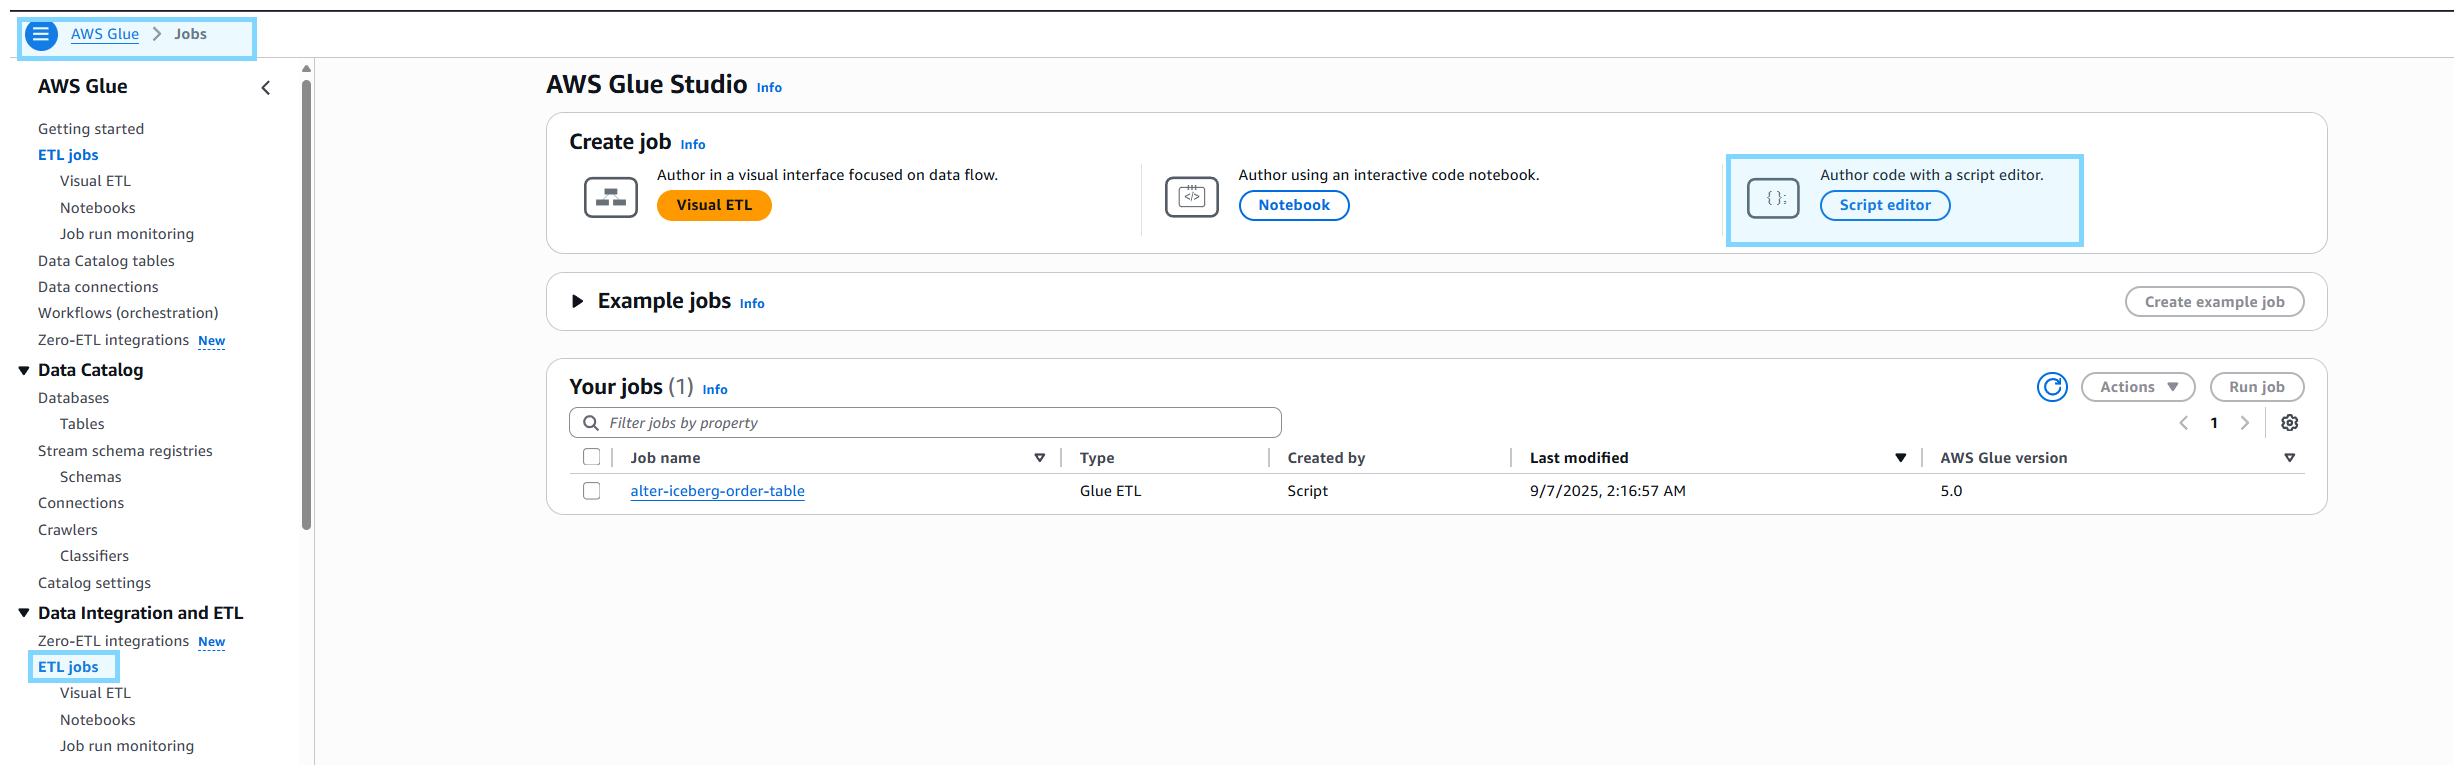 AWS Glue > Jobs
AWS Glue
Getting started
ETL jobs
Visual ETL
Notebooks
Job run monitoring
Data Catalog tables
Data connections
Workflows (orchestration)
Zero-ETL integrations New
Data Catalog
Databases
Tables
Stream schema registries
Schemas
Connections
Crawlers
Classifiers
Catalog settings
Data Integration and ETL
Zero-ETL integrations New
ETL jobs
Visual ETL
Notebooks
Job run monitoring
AWS Glue Studio Info
Create job Info
Author in a visual interface focused on data flow.
Visual ETL
Author using an interactive code notebook.
</>
Notebook
Author code with a script editor.
{ };
Script editor
Example jobs Info
Create example job
Your jobs (1) Info
Actions
Run job
Filter jobs by property
1
Job name Type Created by Last modified AWS Glue version
alter-iceberg-order-table Glue ETL Script 9/7/2025, 2:16:57 AM 5.0